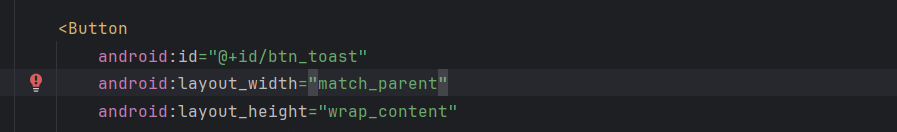 <Button
android:id="@+id/btn_toast"
android:layout_width="match_parent"
android:layout_height="wrap_content"